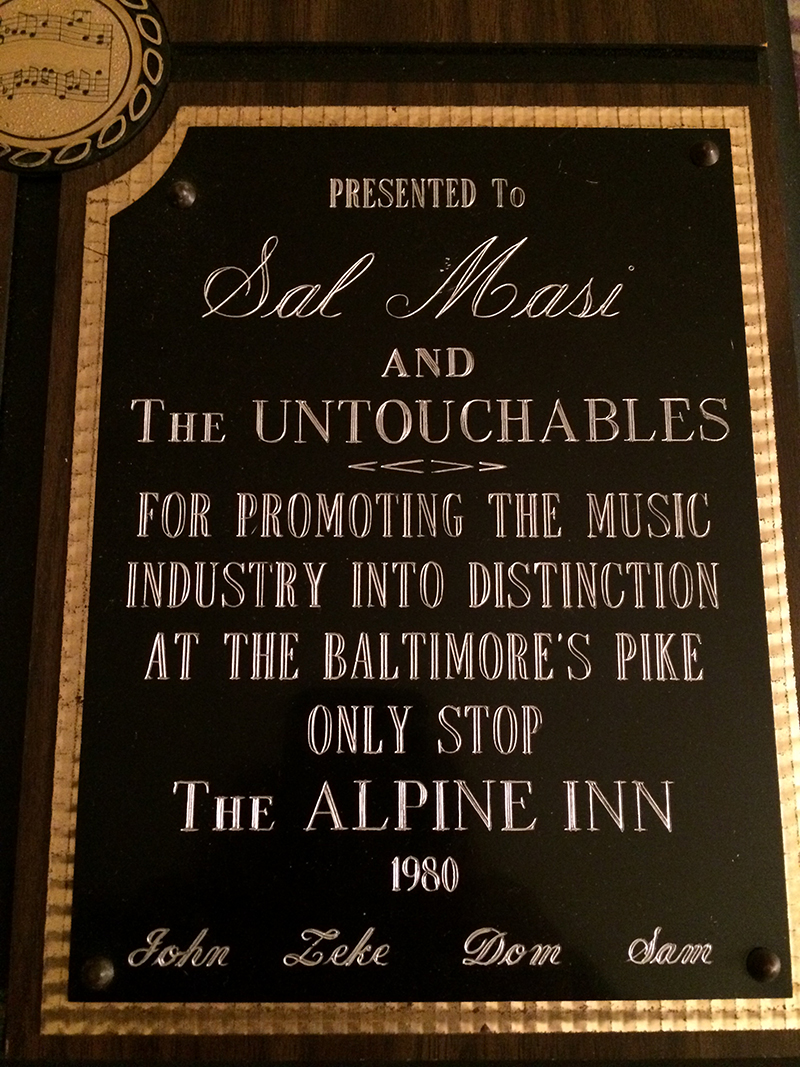 PRESENTED To
Sal Masi
AND
THE UNTOUCHABLES
FOR PROMOTING THE MUSIC
INDUSTRY INTO DISTINCTION
AT THE BALTIMORE'S PIKE
ONLY STOP
THE ALPINE INN
1980
John Zeke Dom Sam